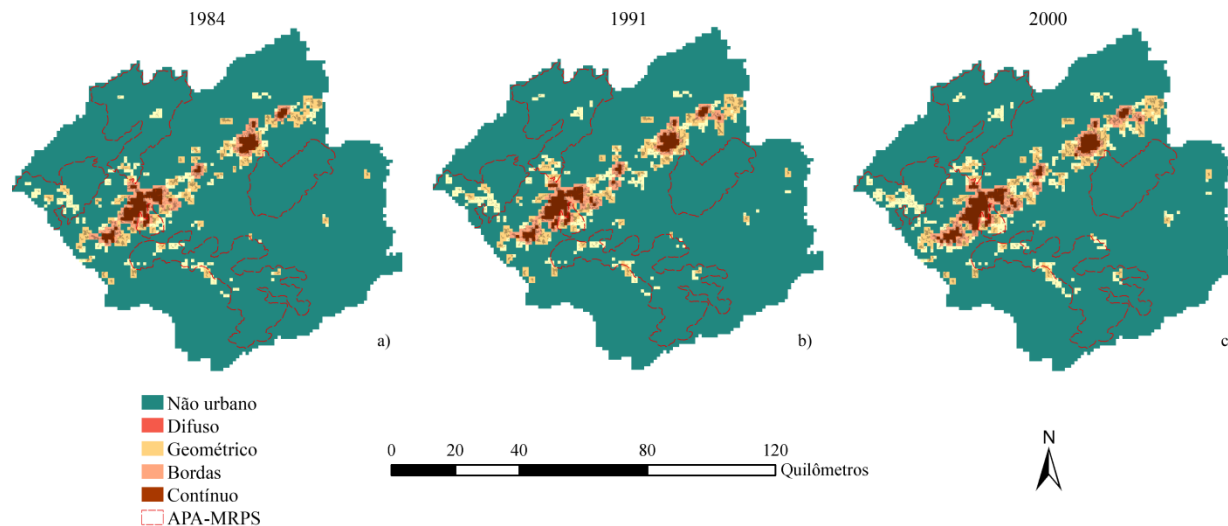 1984
1991
2000
a)
b)
c
Não urbano
Difuso
Geométrico
Bordas
Contínuo
APA-MRPS
0 20 40 80 120
Quilômetros
N